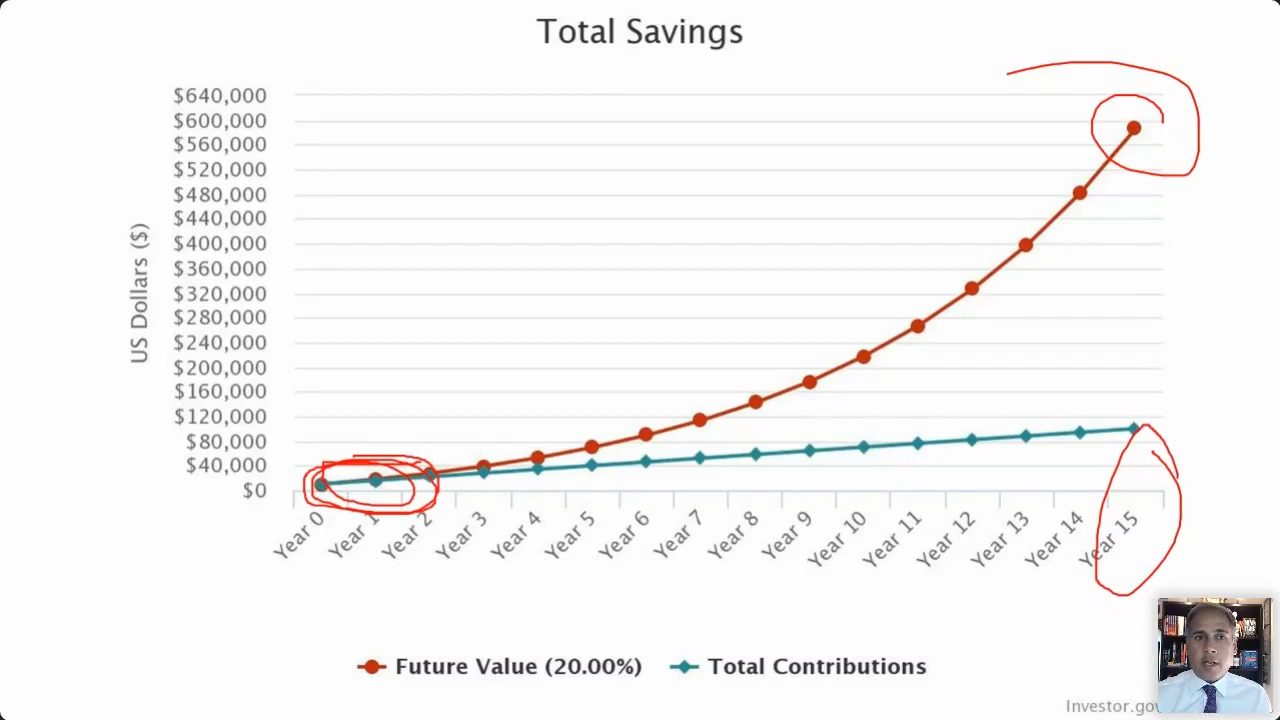 Total Savings
US Dollars ($)
$640,000
$600,000
$560,000
$520,000
$480,000
$440,000
$400,000
$360,000
$320,000
$280,000
$240,000
$200,000
$160,000
$120,000
$80,000
$40,000
$0
Year 0
Year 1
Year 2
Year 3
Year 4
Year 5
Year 6
Year 7
Year 8
Year 9
Year 10
Year 11
Year 12
Year 13
Year 14
Year 15
Future Value (20.00%)
Total Contributions
Investor.gov